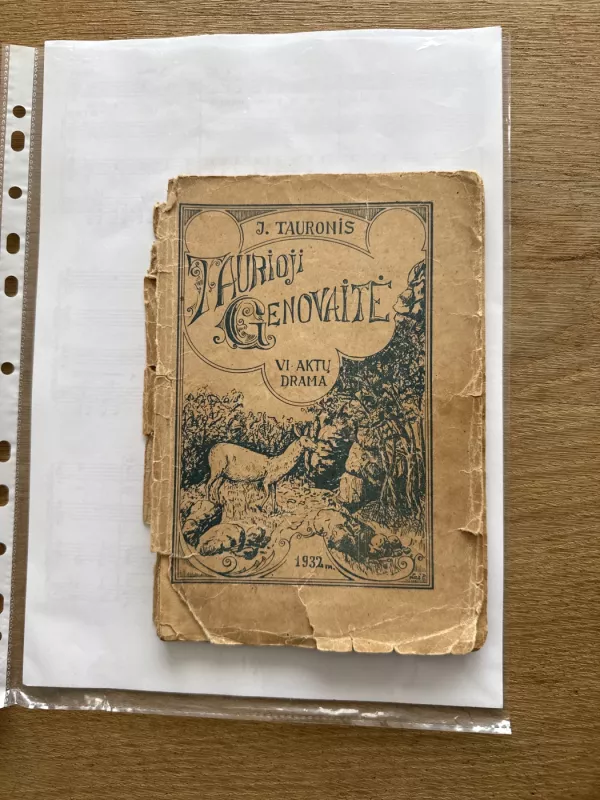 J. TAURONIS
TAURIOJI
GENOVAITĖ
VI AKTŲ
DRAMA
1932 m.